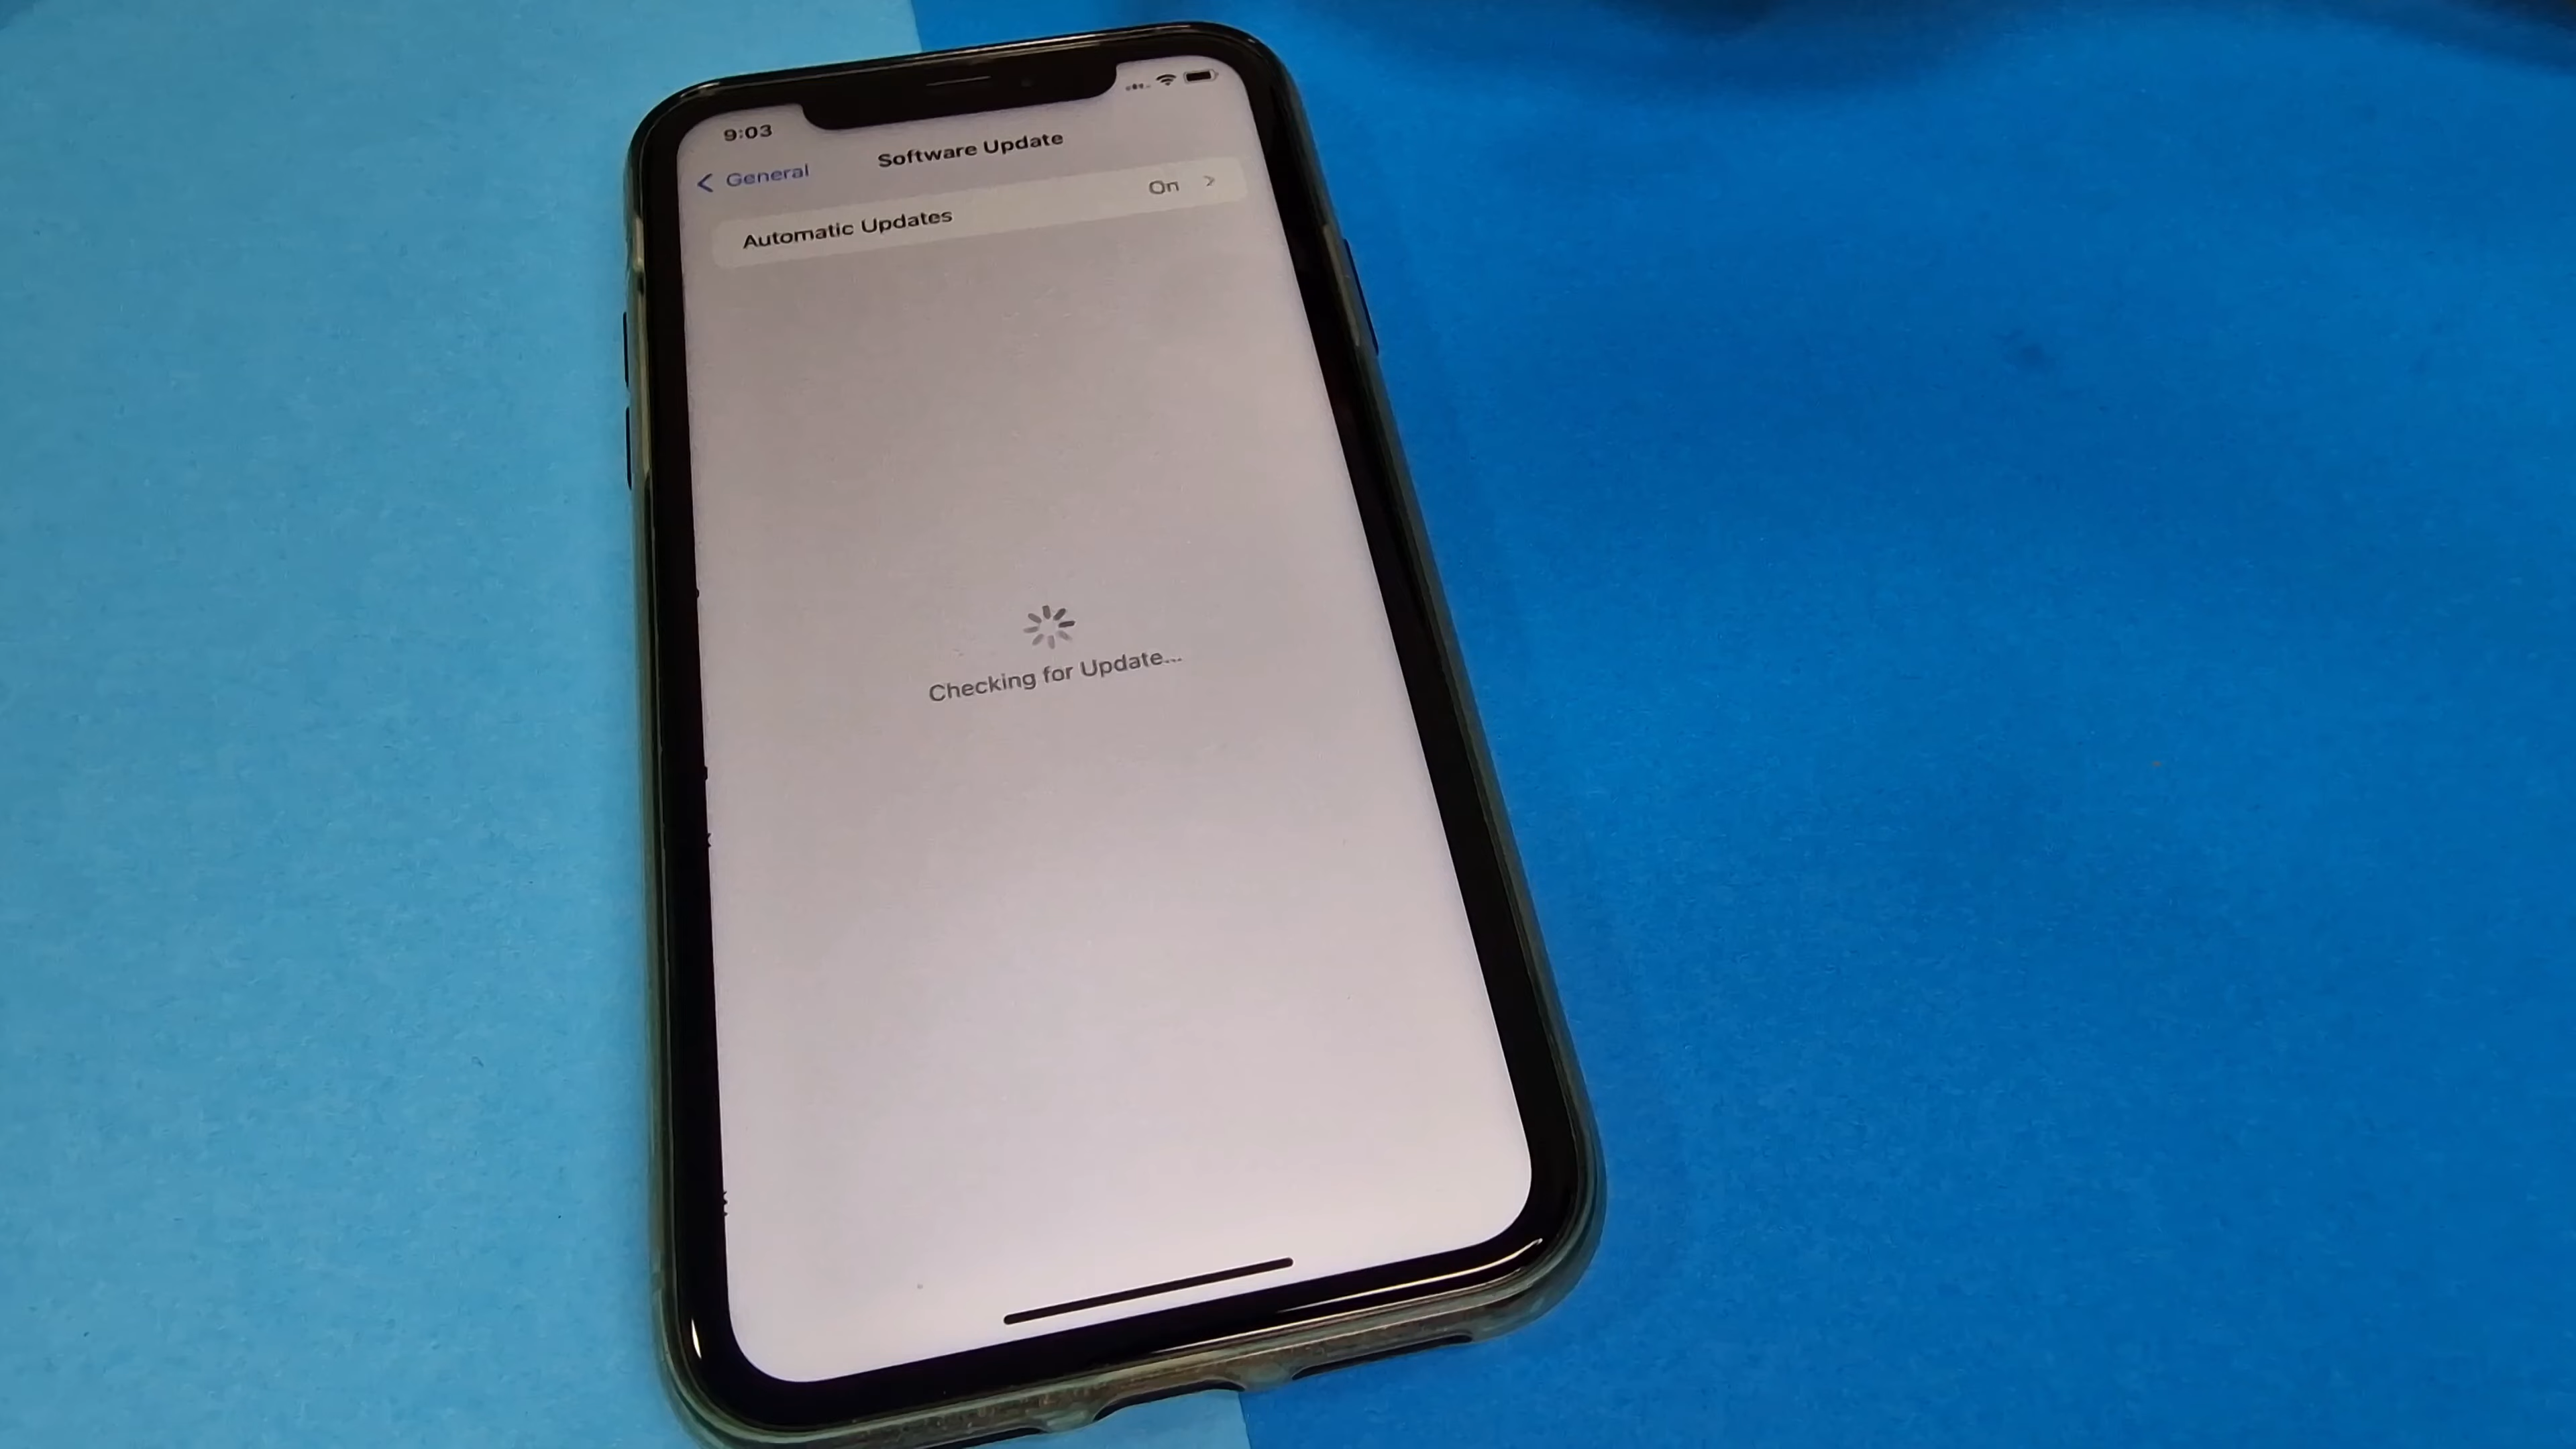 9:03
General
Software Update
Automatic Updates On
Checking for Update...